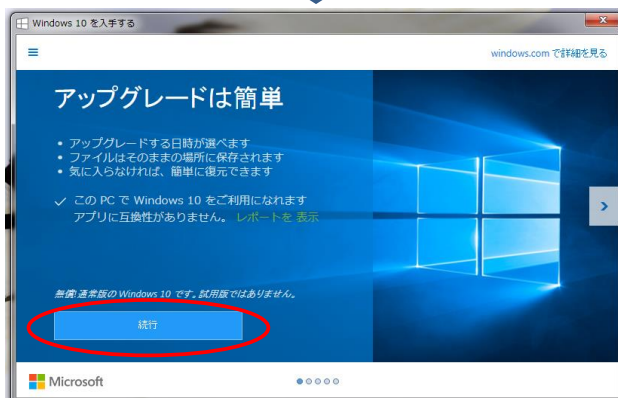 Windows 10 を入手する
windows.com で詳細を見る
アップグレードは簡単
• アップグレードする日時が選べます
• ファイルはそのままの場所に保存されます
• 気に入らなければ、簡単に復元できます
✓ この PC で Windows 10 をご利用になれます
アプリに互換性がありません。 レポートを 表示
無償!通常版の Windows 10 です。試用版ではありません。
続行
Microsoft